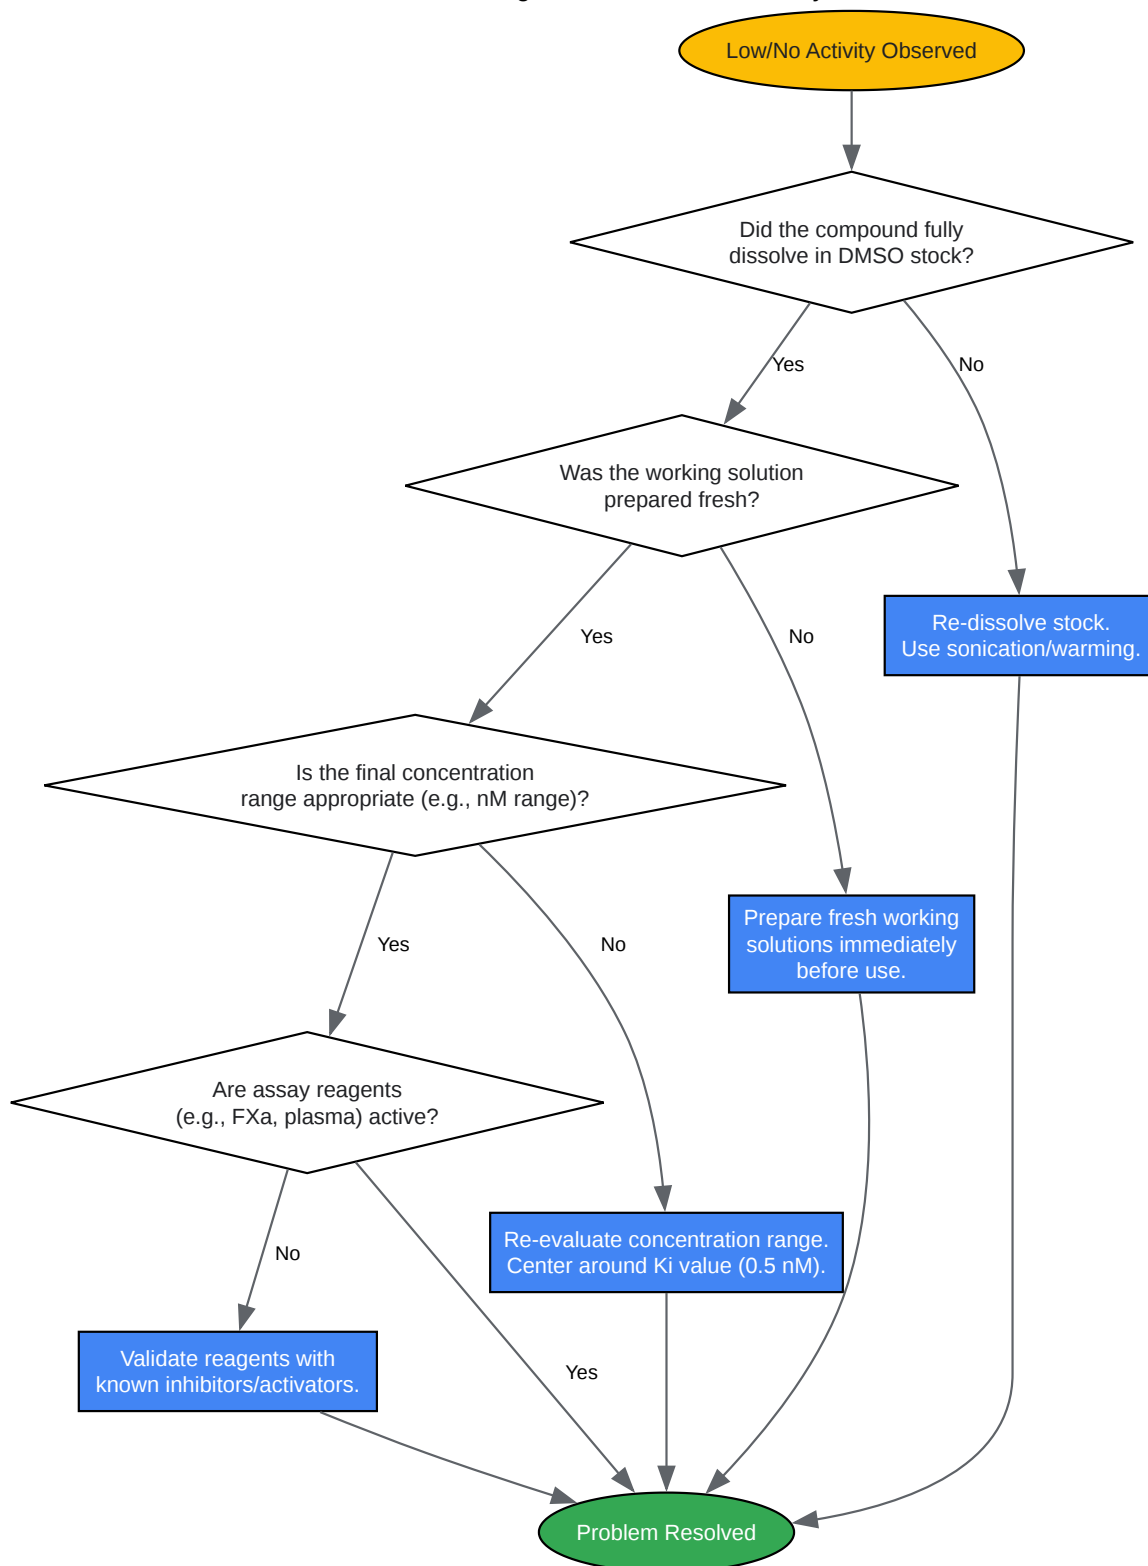 Low/No Activity Observed
Did the compound fully
dissolve in DMSO stock?
Yes
No
Was the working solution
prepared fresh?
Yes
No
Re-dissolve stock.
Use sonication/warming.
Is the final concentration
range appropriate (e.g., nM range)?
Yes
No
Prepare fresh working
solutions immediately
before use.
Are assay reagents
(e.g., FXa, plasma) active?
No
Yes
Re-evaluate concentration range.
Center around Ki value (0.5 nM).
Validate reagents with
known inhibitors/activators.
Problem Resolved